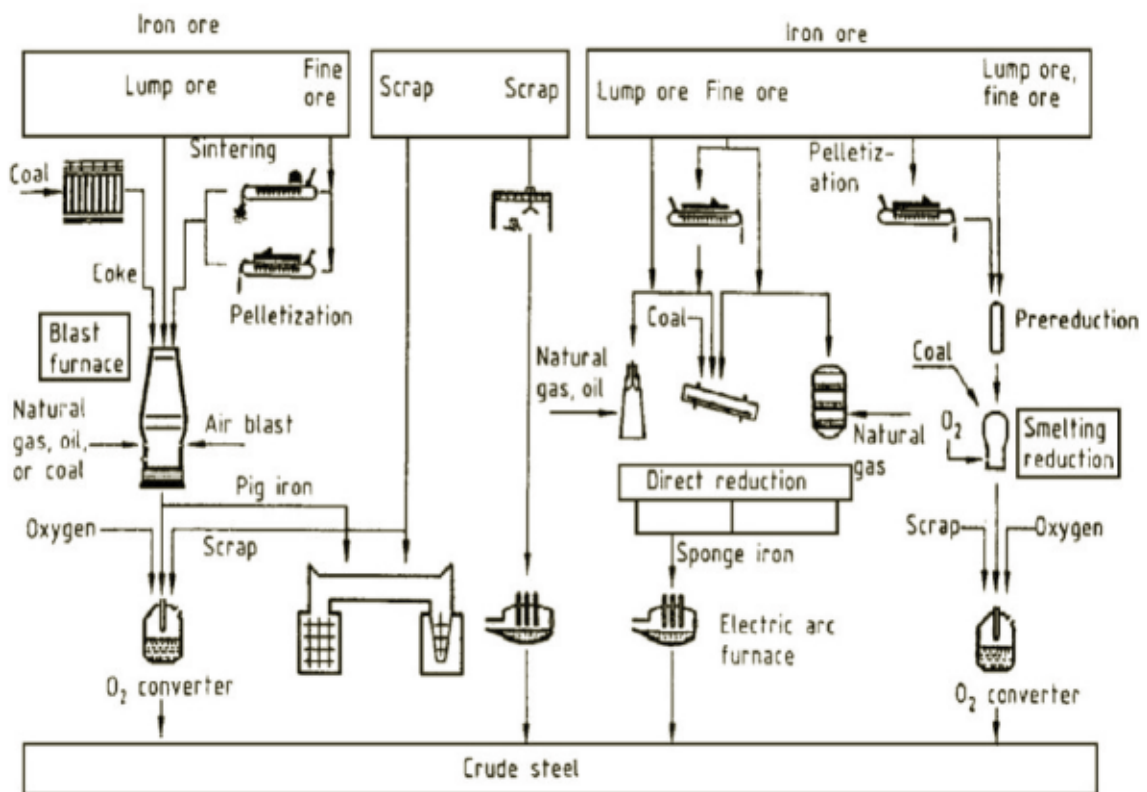 Iron ore
Lump ore
Fine
ore
Scrap
Scrap
Iron ore
Lump ore Fine ore
Lump ore,
fine ore
Sintering
Coal
Pelletiz-
ation
Coke
Pelletization
Blast
furnace
Natural
gas, oil,
or coal
Air blast
Coal
Natural
gas, oil
Natural
gas
Prereduction
Coal
O₂
Smelting
reduction
Pig iron
Direct reduction
Oxygen
Scrap
Sponge iron
Scrap
Oxygen
Electric arc
furnace
O₂ converter
O₂ converter
Crude steel